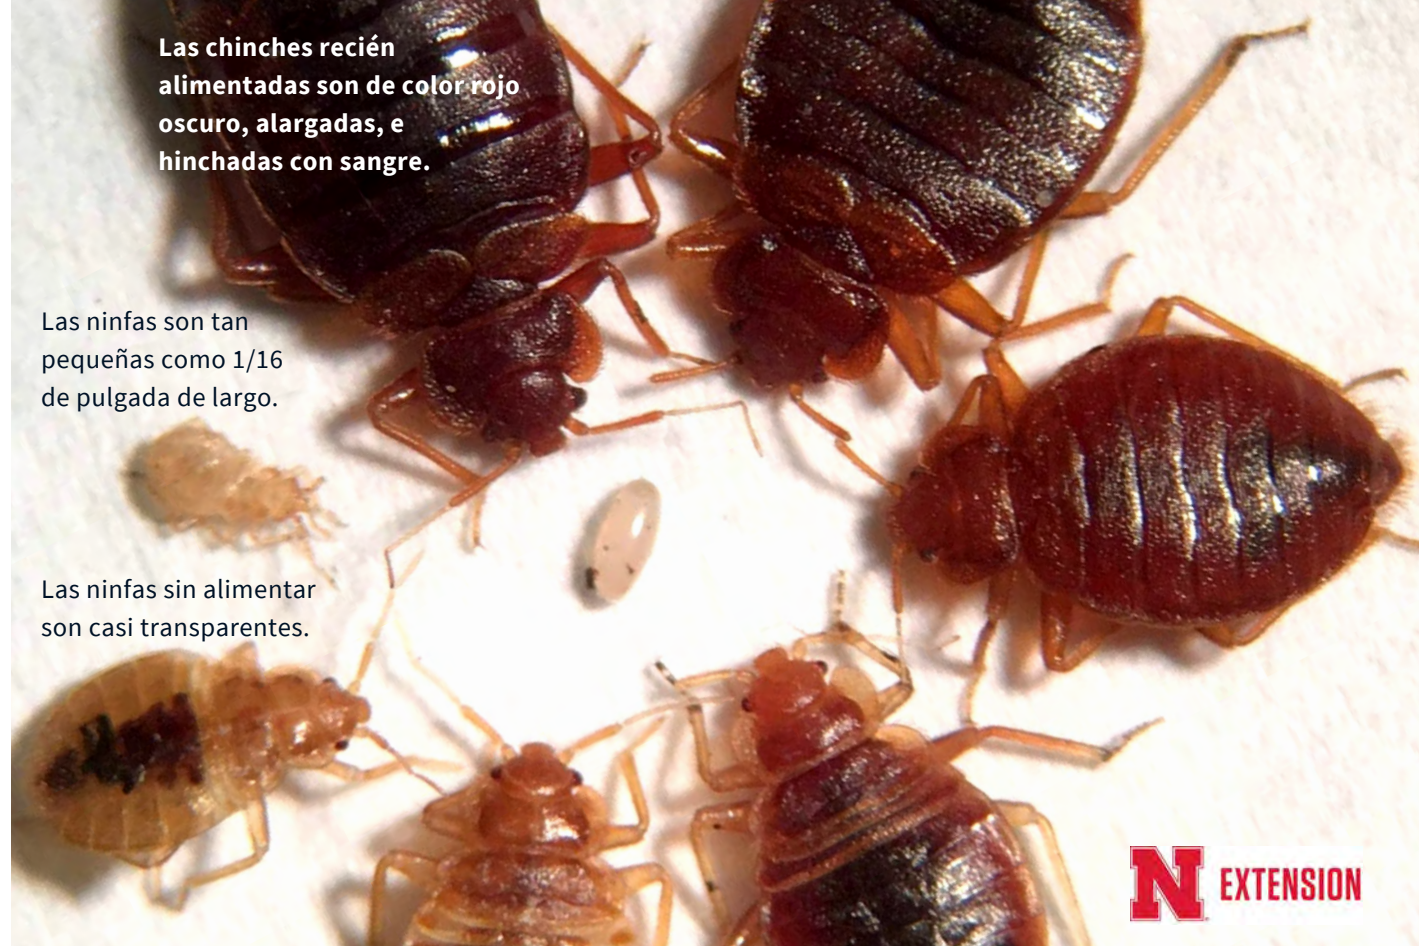 Las chinches recién
alimentadas son de color rojo
oscuro, alargadas, e
hinchadas con sangre.
Las ninfas son tan
pequeñas como 1/16
de pulgada de largo.
Las ninfas sin alimentar
son casi transparentes.
N EXTENSION